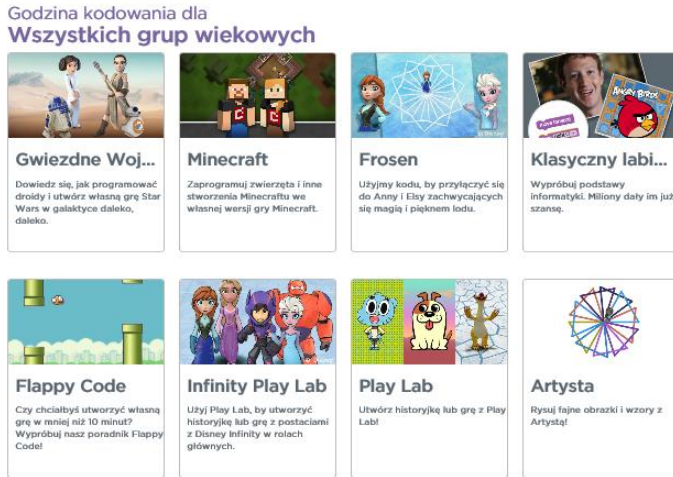 Godzina kodowania dla
Wszystkich grup wiekowych
Gwiezdne Woj...
Dowiedz się, jak programować
droidy i utwórz własną grę Star
Wars w galaktyce daleko,
daleko.
Minecraft
Zaprogramuj zwierzęta i inne
stworzenia Minecraftu we
własnej wersji gry Minecraft.
Frosen
Użyjmy kodu, by przyłączyć się
do Anny i Elsy zachwycających
się magią i pięknem lodu.
ANGRY BIRDS
Klasyczny labi...
Wypróbuj podstawy
informatyki. Miliony dały im już
szansę.
Flappy Code
Czy chciałbyś utworzyć własną
grę w mniej niż 10 minut?
Wypróbuj nasz poradnik Flappy
Code!
Infinity Play Lab
Użyj Play Lab, by utworzyć
historyjkę lub grę z postaciami
z Disney Infinity w rolach
głównych.
Play Lab
Utwórz historyjkę lub grę z Play
Lab!
Artysta
Rysuj fajne obrazki i wzory z
Artystą!